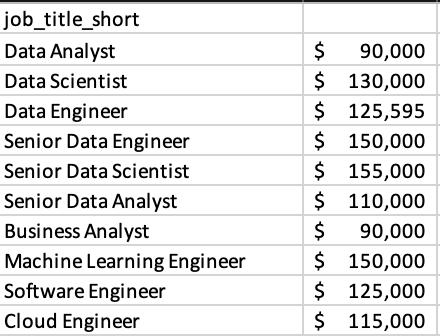 job_title_short
Data Analyst $ 90,000
Data Scientist $ 130,000
Data Engineer $ 125,595
Senior Data Engineer $ 150,000
Senior Data Scientist $ 155,000
Senior Data Analyst $ 110,000
Business Analyst $ 90,000
Machine Learning Engineer $ 150,000
Software Engineer $ 125,000
Cloud Engineer $ 115,000